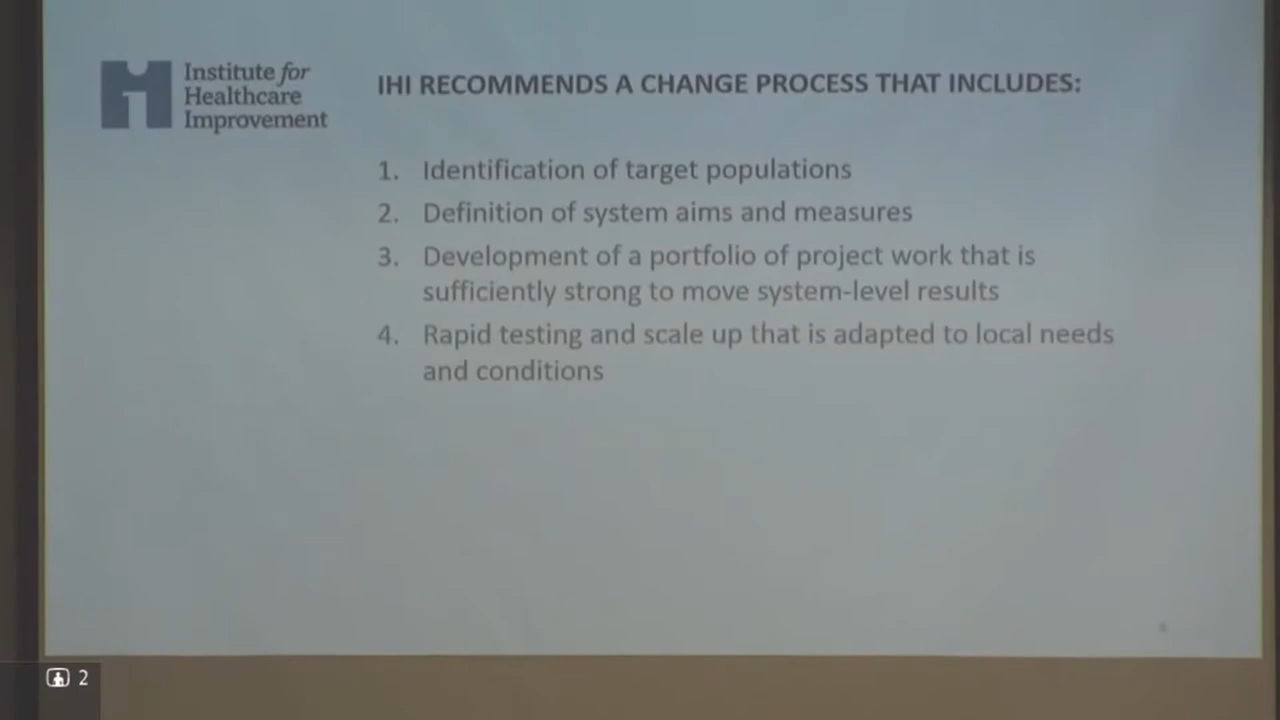 Institute for
Healthcare
Improvement
IHI RECOMMENDS A CHANGE PROCESS THAT INCLUDES:
1. Identification of target populations
2. Definition of system aims and measures
3. Development of a portfolio of project work that is
sufficiently strong to move system-level results
4. Rapid testing and scale up that is adapted to local needs
and conditions
2